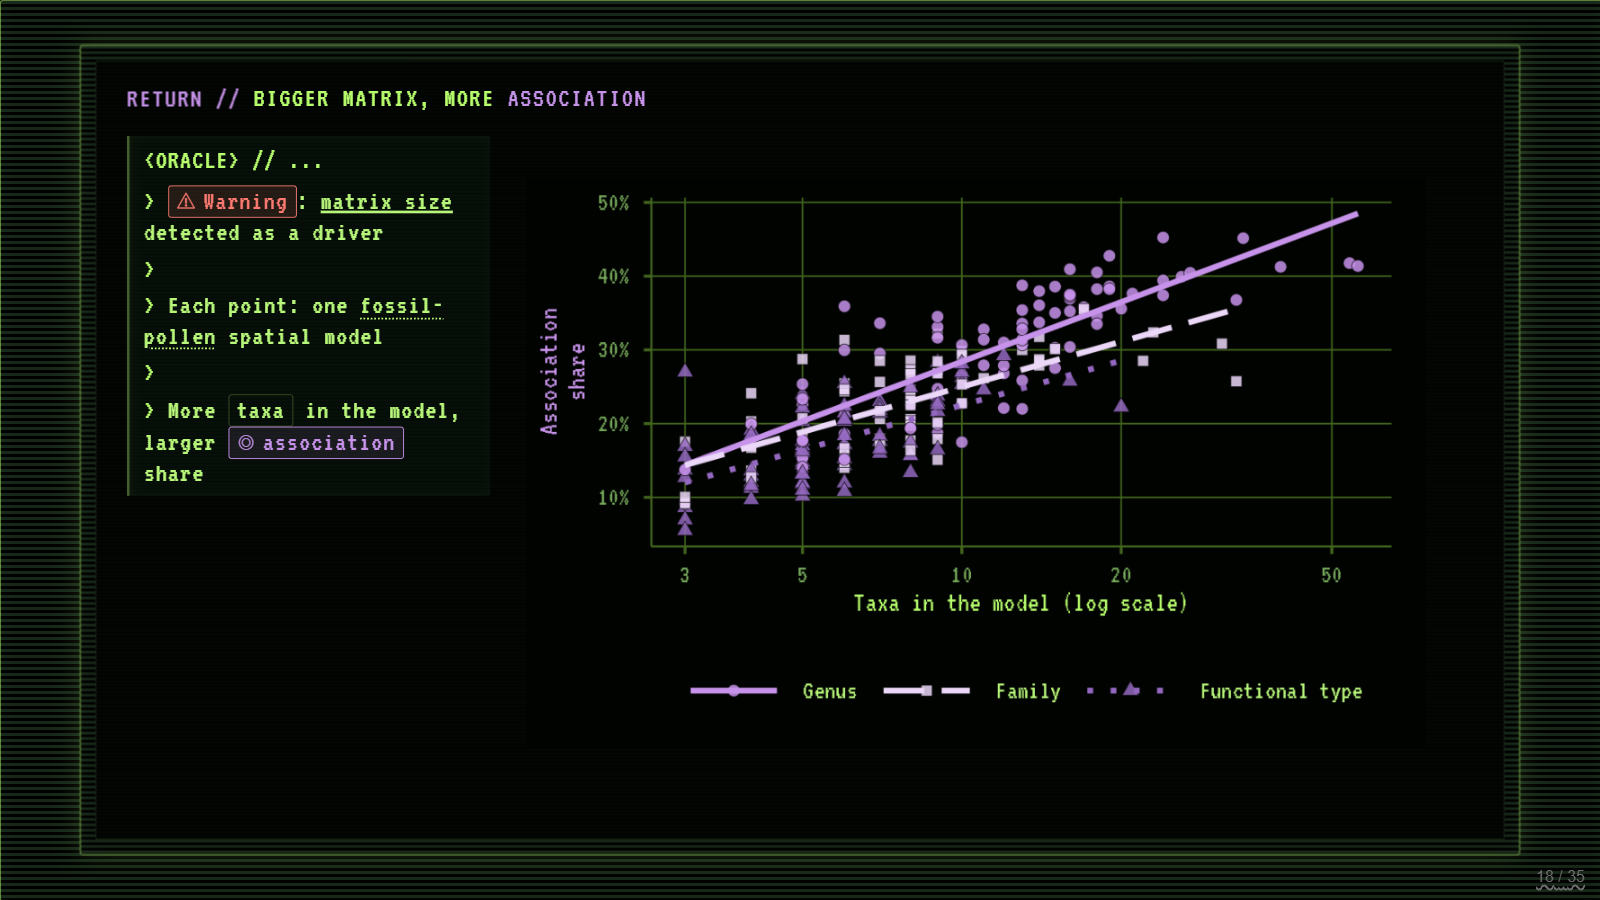 RETURN // BIGGER MATRIX, MORE ASSOCIATION
<ORACLE> // ...
> ⚠ Warning: matrix size
detected as a driver
>
> Each point: one fossil-
pollen spatial model
>
> More taxa in the model,
larger ◎ association
share
Association
share
50%
40%
30%
20%
10%
3 5 10 20 50
Taxa in the model (log scale)
Genus Family Functional type
18 / 35